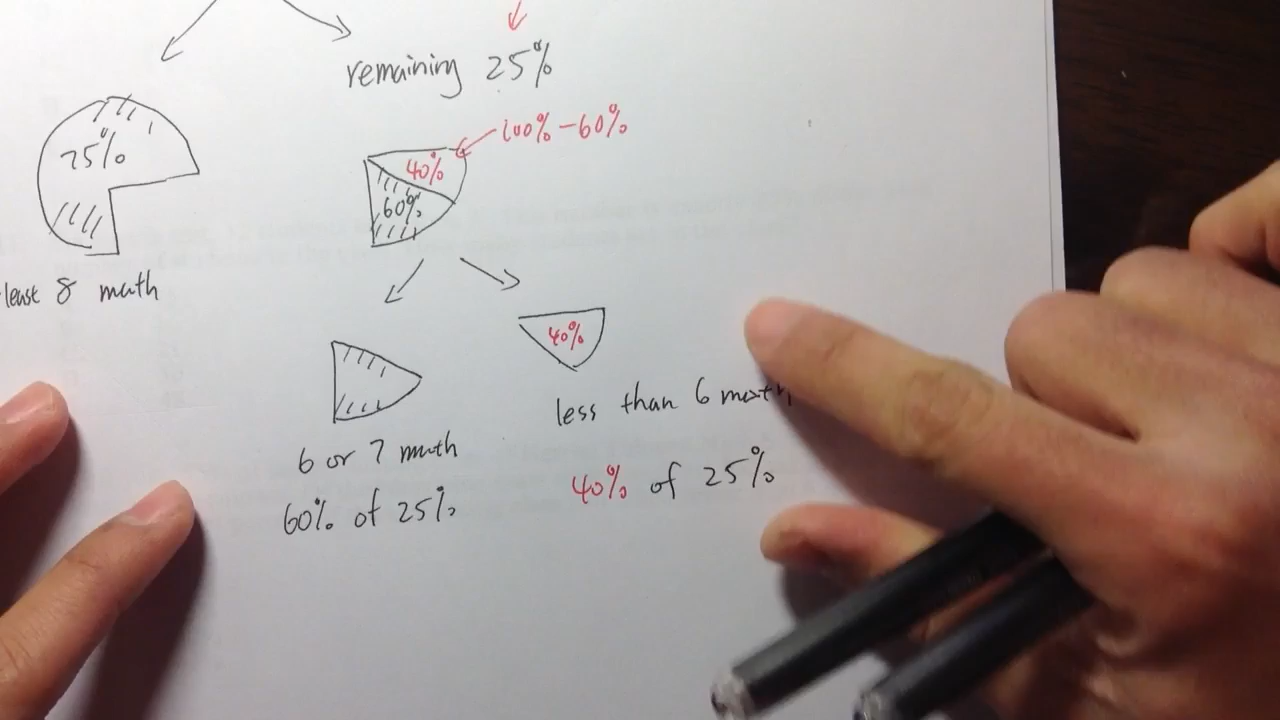 remaining 25%
100% - 60%
75%
40%
60%
least 8 math
40%
less than 6 math
6 or 7 math
40% of 25%
60% of 25%